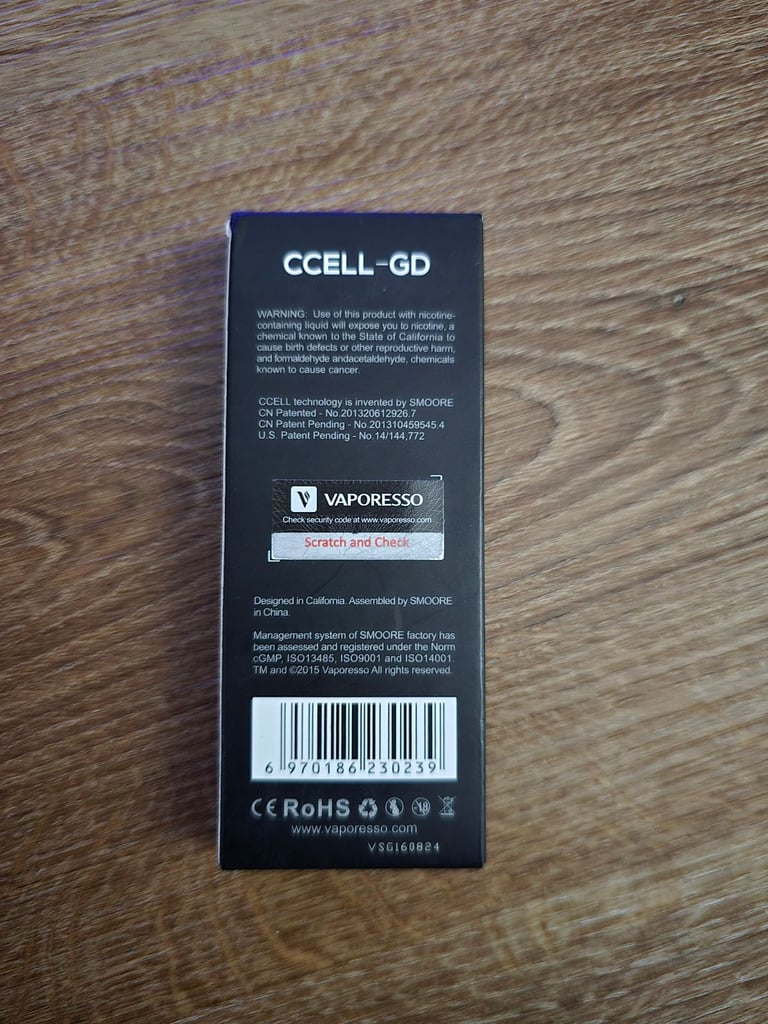 CCELL-GD
WARNING: Use of this product with nicotine-
containing liquid will expose you to nicotine, a
chemical known to the State of California to
cause birth defects or other reproductive harm,
and formaldehyde andacetaldehyde, chemicals
known to cause cancer.
CCELL technology is invented by SMOORE
CN Patented - No.201320612926.7
CN Patent Pending - No.201310459545.4
U.S. Patent Pending - No.14/144,772
VAPORESSO
Check security code at www.vaporesso.com
Scratch and Check
Designed in California. Assembled by SMOORE
in China.
Management system of SMOORE factory has
been assessed and registered under the Norm
cGMP, ISO13485, ISO9001 and ISO14001.
TM and ©2015 Vaporesso All rights reserved.
6 970186 230239
CE RoHS -18
www.vaporesso.com
VSG160824